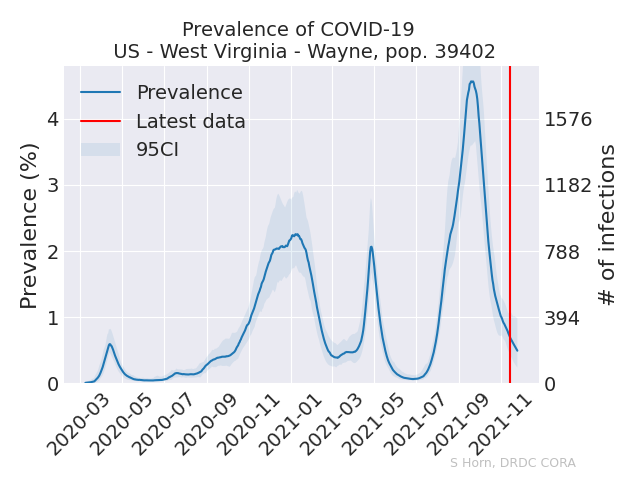 Prevalence of COVID-19
US - West Virginia - Wayne, pop. 39402
Prevalence
Latest data
95CI
Prevalence (%)
4
3
2
1
0
1576
1182
788
394
0
# of infections
2020-03
2020-05
2020-07
2020-09
2020-11
2021-01
2021-03
2021-05
2021-07
2021-09
2021-11
S Horn, DRDC CORA